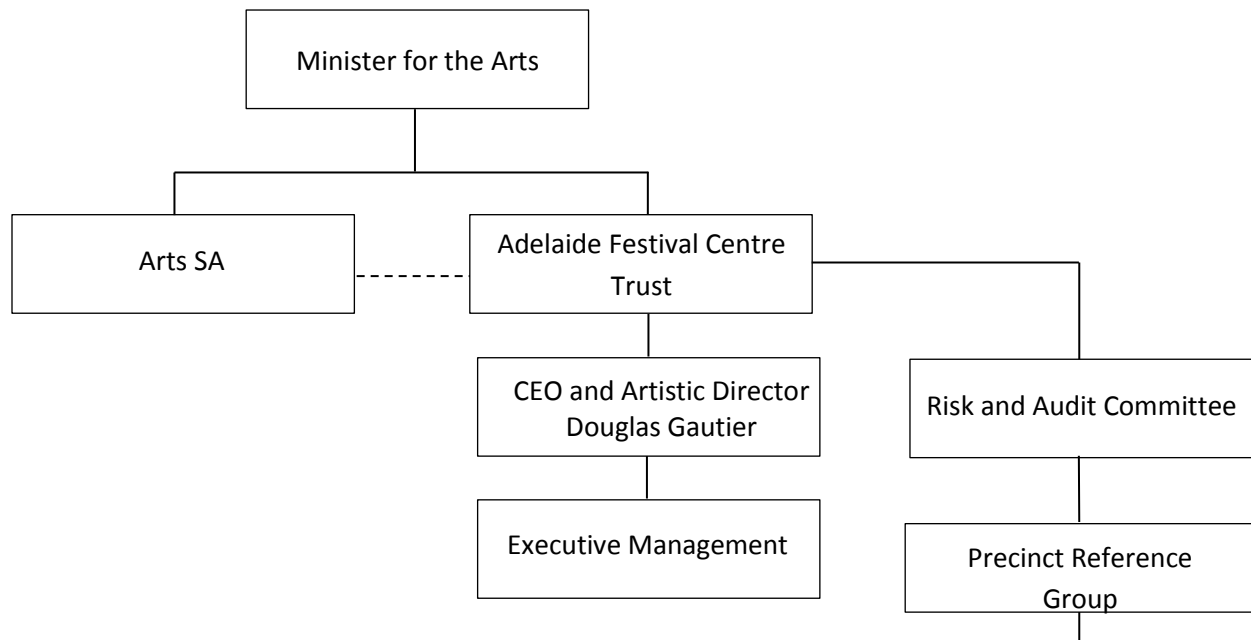 Minister for the Arts
Arts SA
Adelaide Festival Centre
Trust
CEO and Artistic Director
Douglas Gautier
Risk and Audit Committee
Executive Management
Precinct Reference
Group